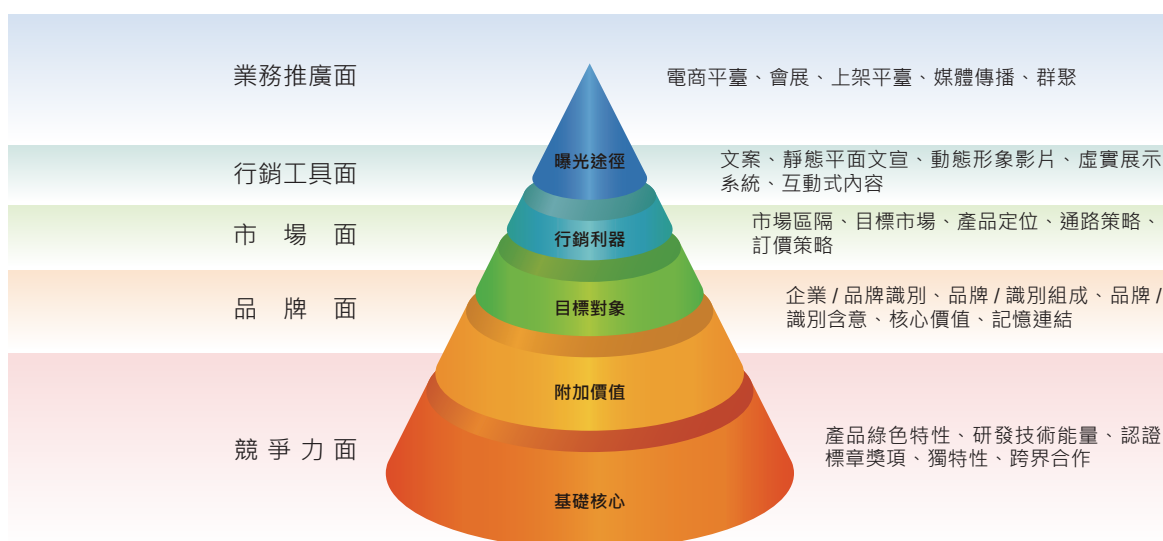 業務推廣面
電商平臺、會展、上架平臺、媒體傳播、群聚
曝光途徑
行銷工具面
文案、靜態平面文宣、動態形象影片、虛實展示
系統、互動式內容
行銷利器
市場面
市場區隔、目標市場、產品定位、通路策略、
訂價策略
目標對象
品牌面
企業 / 品牌識別、品牌 / 識別組成、品牌 /
識別含意、核心價值、記憶連結
附加價值
競爭力面
產品綠色特性、研發技術能量、認證
標章獎項、獨特性、跨界合作
基礎核心